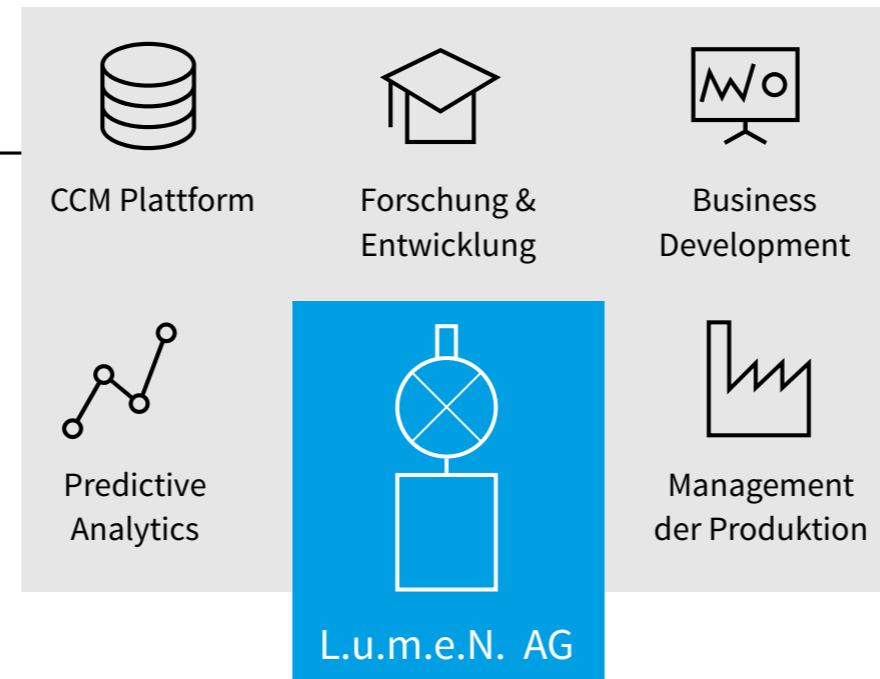 CCM Plattform
Forschung &
Entwicklung
Business
Development
Predictive
Analytics
Management
der Produktion
L.u.m.e.N. AG